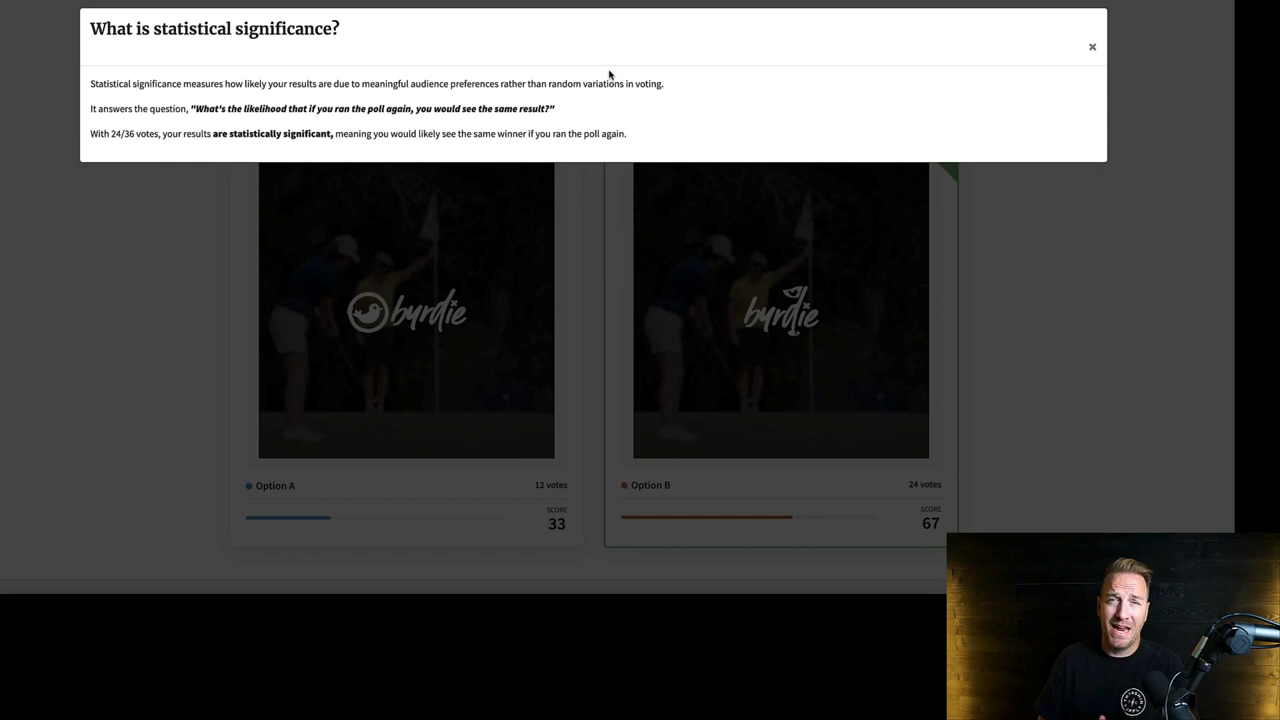 What is statistical significance?
×
Statistical significance measures how likely your results are due to meaningful audience preferences rather than random variations in voting.
It answers the question, "What's the likelihood that if you ran the poll again, you would see the same result?"
With 24/36 votes, your results are statistically significant, meaning you would likely see the same winner if you ran the poll again.
byrdie
byrdie
Option A
12 votes
SCORE
33
Option B
24 votes
SCORE
67